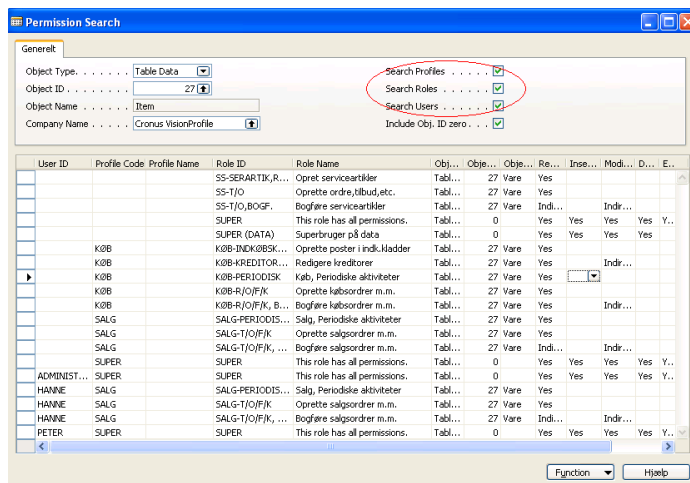 Permission Search
Generelt
Object Type. . . . . . . Table Data Search Profiles . . . . .
Object ID . . . . . . . . 27 Search Roles . . . . . .
Object Name . . . . . . Item Search Users . . . . . .
Company Name . . . . . Cronus VisionProfile Include Obj. ID zero . . .
User ID Profile Code Profile Name Role ID Role Name Obj... Obje... Obje... Re... Inse... Modi... D... E..
SS-SERARTIK,R... Opret serviceartikler Tabl... 27 Vare Yes
SS-T/O Oprette ordre,tilbud,etc. Tabl... 27 Vare Yes
SS-T/O,BOGF. Bogføre serviceartikler Tabl... 27 Vare Indi... Indir...
SUPER This role has all permissions. Tabl... 0 Yes Yes Yes Yes Y..
SUPER (DATA) Superbruger på data Tabl... 0 Yes Yes Yes Yes
KØB KØB-INDKØBSK... Oprette poster i indk.kladder Tabl... 27 Vare Yes
KØB KØB-KREDITOR... Redigere kreditorer Tabl... 27 Vare Yes Indir...
KØB KØB-PERIODISK Køb, Periodiske aktiviteter Tabl... 27 Vare Yes
KØB KØB-R/O/F/K Oprette købsordrer m.m. Tabl... 27 Vare Yes
KØB KØB-R/O/F/K, B... Bogføre købsordrer m.m. Tabl... 27 Vare Yes Indir...
SALG SALG-PERIODIS... Salg, Periodiske aktiviteter Tabl... 27 Vare Yes
SALG SALG-T/O/F/K Oprette salgsordrer m.m. Tabl... 27 Vare Yes
SALG SALG-T/O/F/K, ... Bogføre salgsordrer m.m. Tabl... 27 Vare Indi... Indir...
SUPER SUPER This role has all permissions. Tabl... 0 Yes Yes Yes Yes Y..
ADMINIST... SUPER SUPER This role has all permissions. Tabl... 0 Yes Yes Yes Yes Y..
HANNE SALG SALG-PERIODIS... Salg, Periodiske aktiviteter Tabl... 27 Vare Yes
HANNE SALG SALG-T/O/F/K Oprette salgsordrer m.m. Tabl... 27 Vare Yes
HANNE SALG SALG-T/O/F/K, ... Bogføre salgsordrer m.m. Tabl... 27 Vare Indi... Indir...
PETER SUPER SUPER This role has all permissions. Tabl... 0 Yes Yes Yes Yes Y..
Function Hjælp